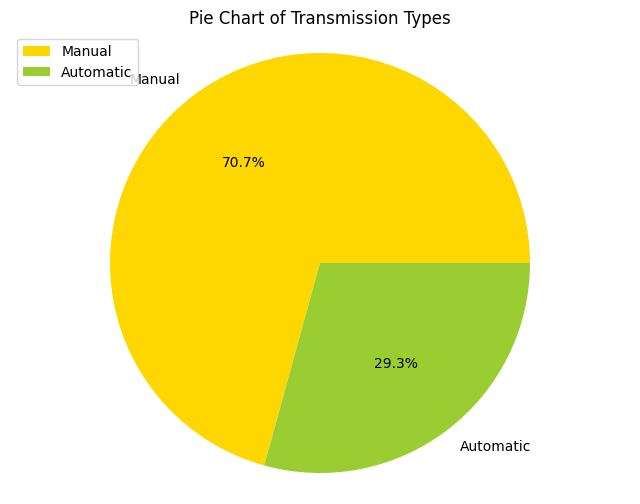 Pie Chart of Transmission Types
Manual
Automatic
Manual
70.7%
29.3%
Automatic